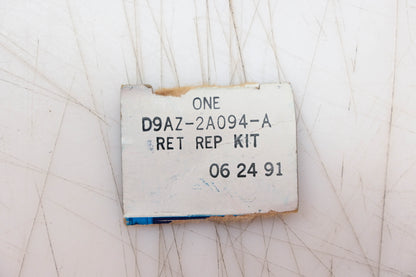 ONE
D9AZ-2A094-A
RET REP KIT
06 24 91